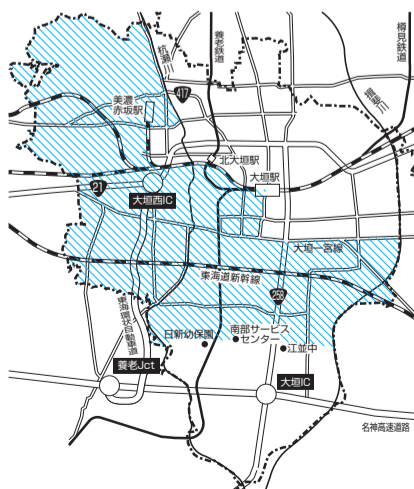 杭瀬川
養老鉄道
樽見鉄道
揖斐川
417
美濃
赤坂駅
北大垣駅
大垣駅
21
大垣西IC
大垣一宮線
東海道新幹線
258
東海環状自動車道
日新幼保園
南部サービス
センター
江並中
養老Jct
大垣IC
名神高速道路